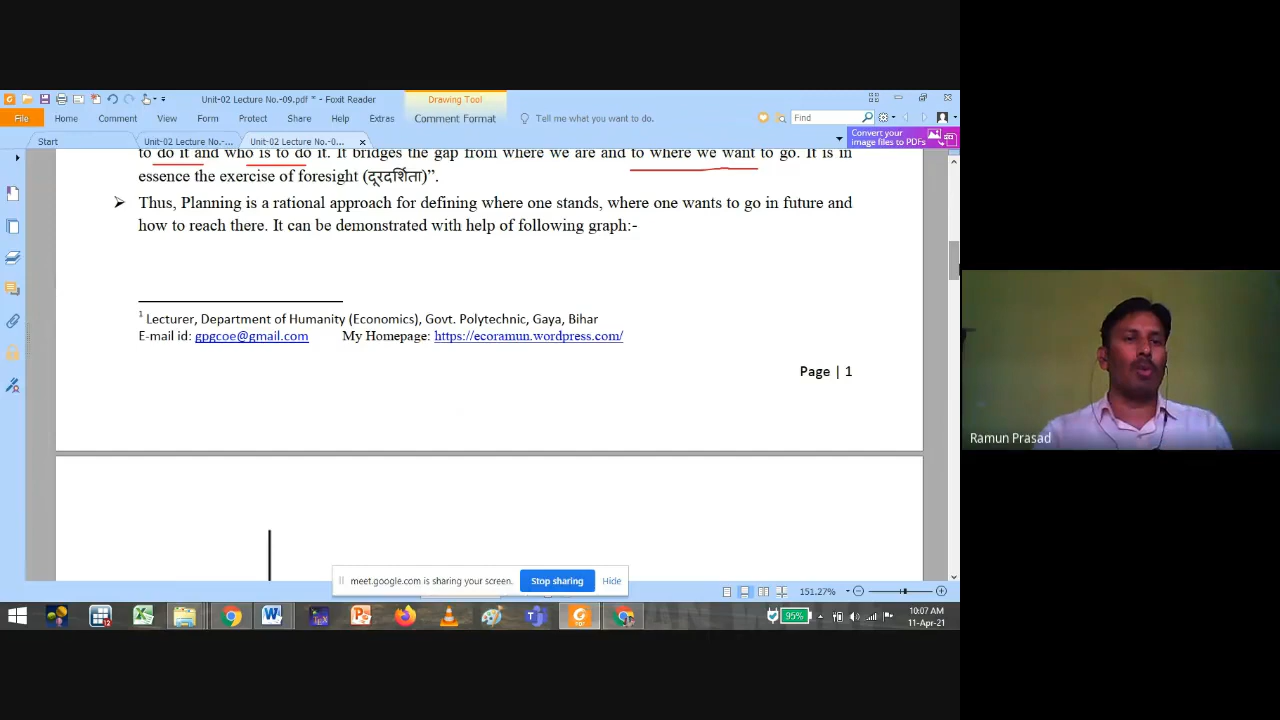 Unit-02 Lecture No.-09.pdf * - Foxit Reader
Drawing Tool
File Home Comment View Form Protect Share Help Extras Comment Format Tell me what you want to do. Find
Start Unit-02 Lecture No.-... Unit-02 Lecture No.-0...
Convert your
image files to PDFs
to do it and who is to do it. It bridges the gap from where we are and to where we want to go. It is in
essence the exercise of foresight (दूरदर्शिता)”.
➢ Thus, Planning is a rational approach for defining where one stands, where one wants to go in future and
how to reach there. It can be demonstrated with help of following graph:-
1 Lecturer, Department of Humanity (Economics), Govt. Polytechnic, Gaya, Bihar
E-mail id: gpgcoe@gmail.com My Homepage: https://ecoramun.wordpress.com/
Page | 1
Ramun Prasad
meet.google.com is sharing your screen. Stop sharing Hide
151.27%
95%
10:07 AM
11-Apr-21